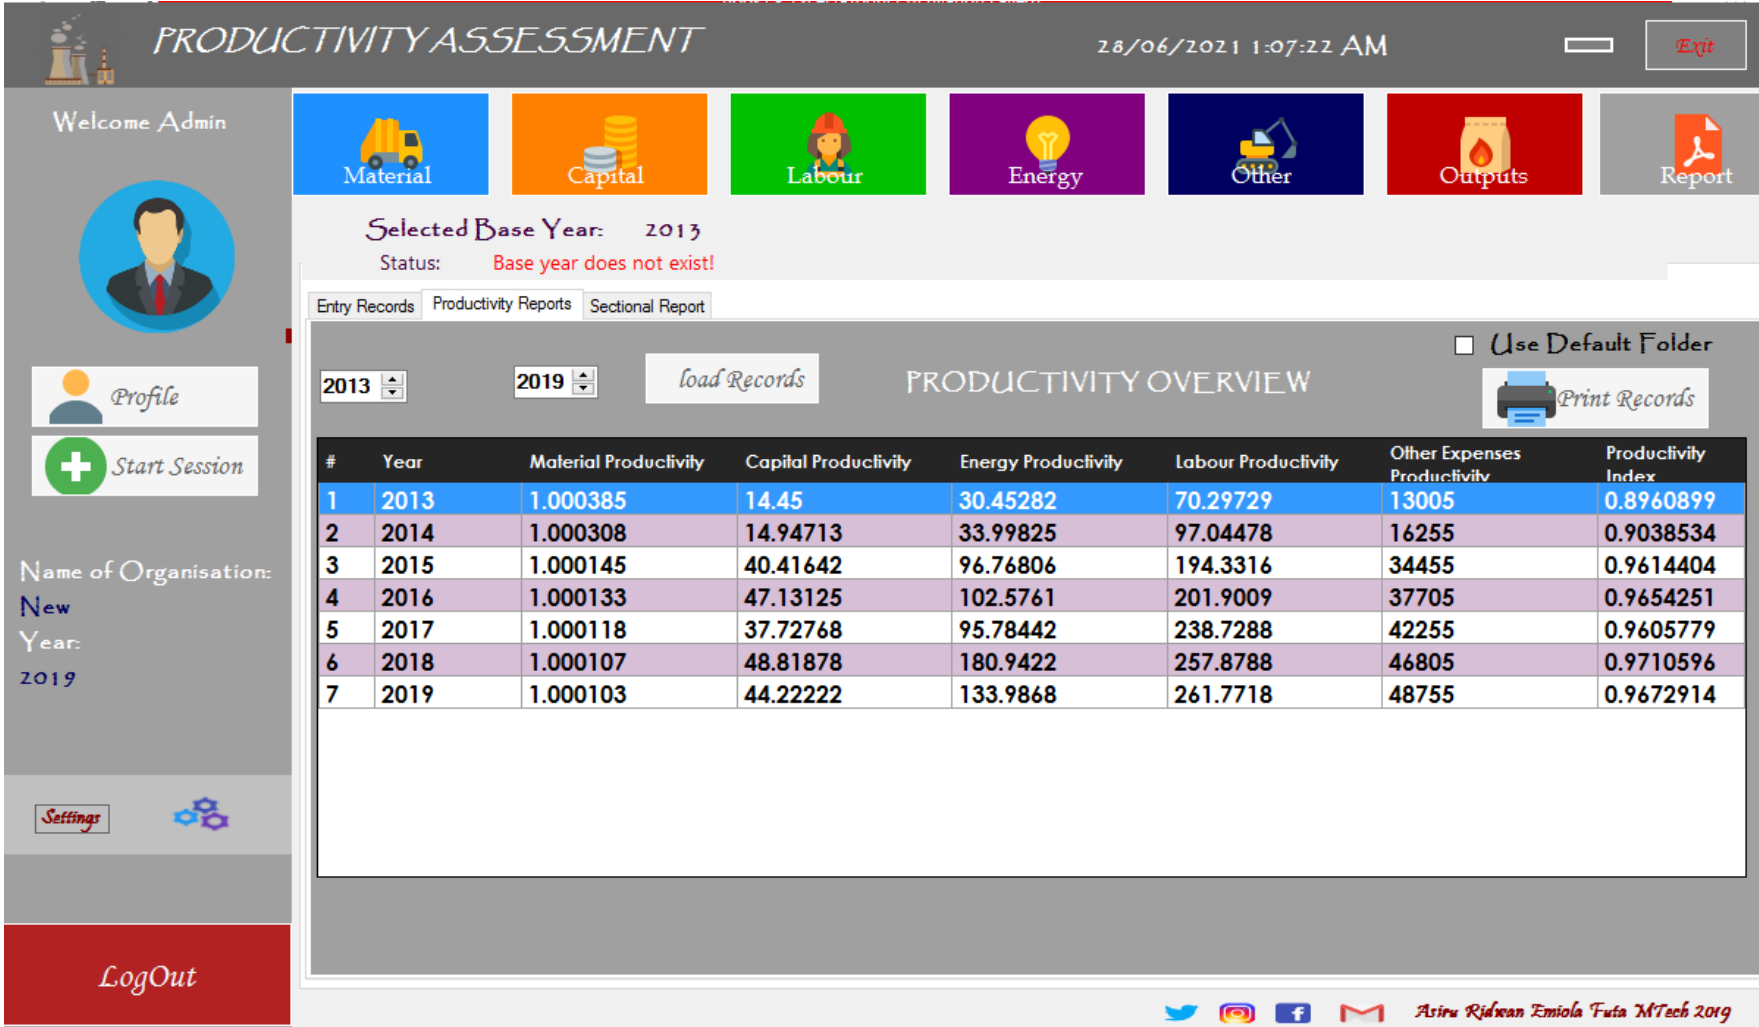 PRODUCTIVITY ASSESSMENT
28/06/2021 1:07:22 AM
Exit
Welcome Admin
Material
Capital
Labour
Energy
Other
Outputs
Report
Selected Base Year: 2013
Status: Base year does not exist!
Entry Records Productivity Reports Sectional Report
Use Default Folder
2013 2019 load Records PRODUCTIVITY OVERVIEW
Print Records
Profile
Start Session
# Year Material Productivity Capital Productivity Energy Productivity Labour Productivity Other Expenses Productivity Productivity Index
1 2013 1.000385 14.45 30.45282 70.29729 13005 0.8960899
2 2014 1.000308 14.94713 33.99825 97.04478 16255 0.9038534
3 2015 1.000145 40.41642 96.76806 194.3316 34455 0.9614404
4 2016 1.000133 47.13125 102.5761 201.9009 37705 0.9654251
5 2017 1.000118 37.72768 95.78442 238.7288 42255 0.9605779
6 2018 1.000107 48.81878 180.9422 257.8788 46805 0.9710596
7 2019 1.000103 44.22222 133.9868 261.7718 48755 0.9672914
Name of Organisation:
New
Year:
2019
Settings
LogOut
Asiru Ridwan Emiola Futa MTech 2019